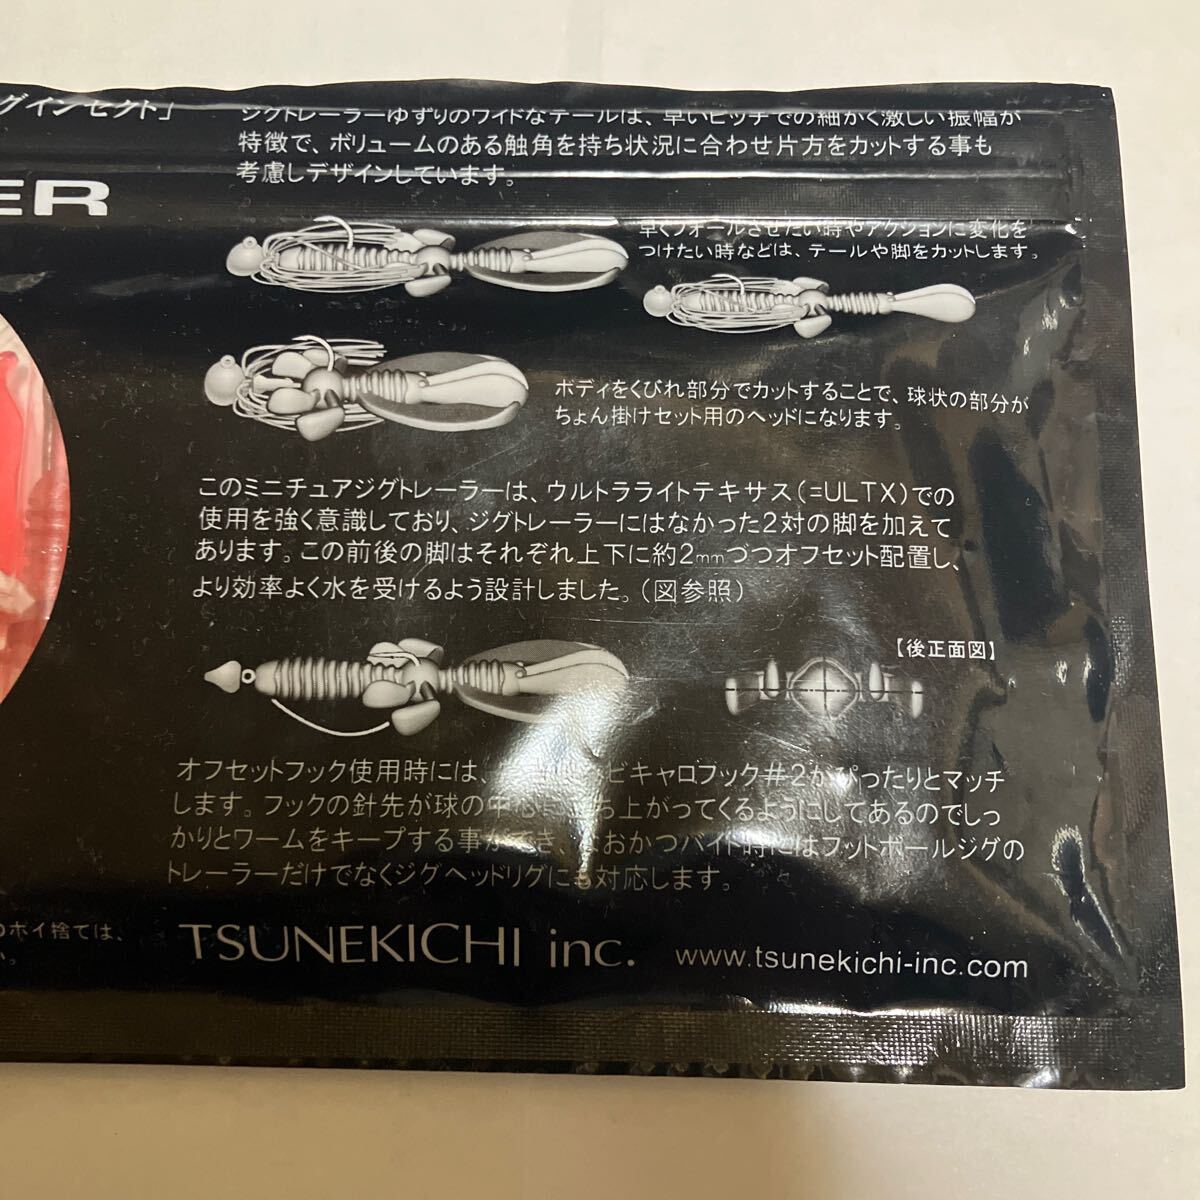 グインセクト」
ER
ジグトレーラーゆずりのワイドなテールは、早いピッチでの細かく激しい振幅が
特徴で、ボリュームのある触角を持ち状況に合わせ片方をカットする事も
考慮しデザインしています。
早くフォールさせたい時やアクションに変化を
つけたい時などは、テールや脚をカットします。
ボディをくびれ部分でカットすることで、球状の部分が
ちょん掛けセット用のヘッドになります。
このミニチュアジグトレーラーは、ウルトラライトテキサス(=ULTX)での
使用を強く意識しており、ジグトレーラーにはなかった2対の脚を加えて
あります。この前後の脚はそれぞれ上下に約2mmづつオフセット配置し、
より効率よく水を受けるよう設計しました。(図参照)
【後正面図】
オフセットフック使用時には、 ビキャロフック#2がぴったりとマッチ
します。フックの針先が球の中心に立ち上がってくるようにしてあるのでしっ
かりとワームをキープする事ができ、なおかつバイト時にはフットボールジグの
トレーラーだけでなくジグヘッドリグにも対応します。
のポイ捨ては、
い。
TSUNEKICHI inc. www.tsunekichi-inc.com